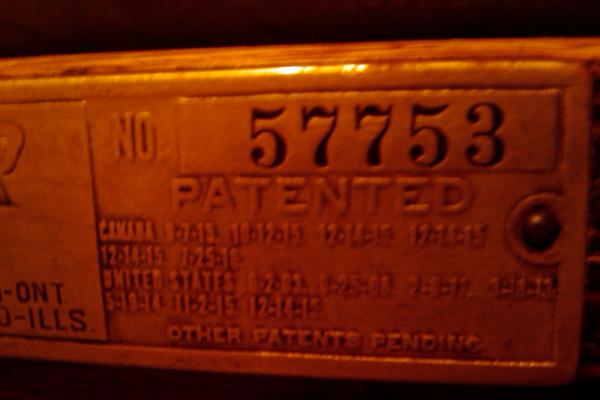 R
NO. 57753
PATENTED
CANADA 9-7-15. 10-12-15. 12-14-15. 12-14-15
12-14-15. 7-25-16
UNITED STATES
5-19-14. 11-2-15. 12-14-15.
-ONT.
O-ILLS.
OTHER PATENTS PENDING